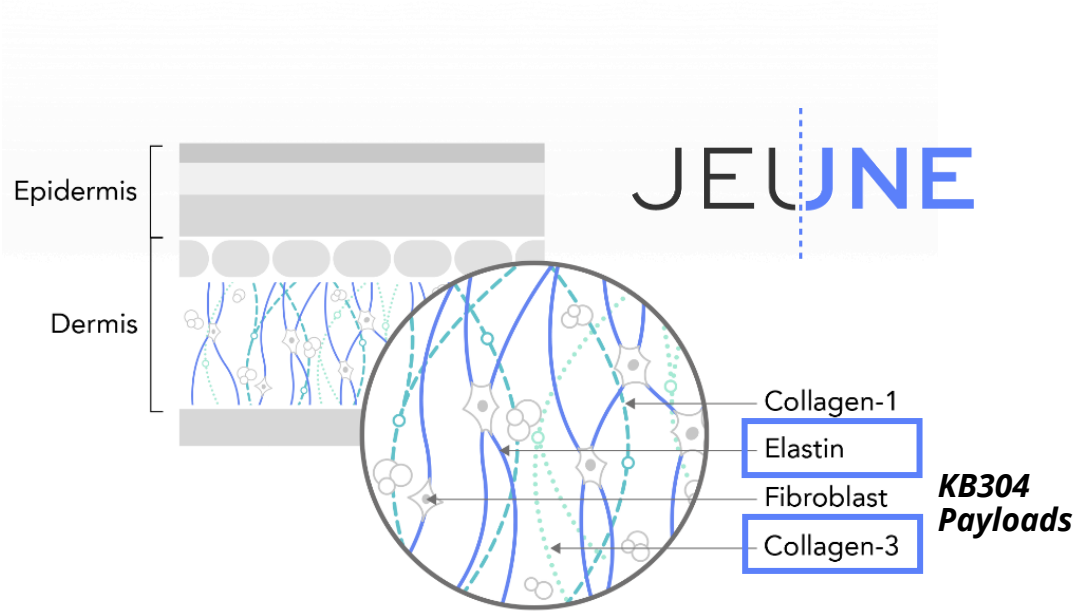 JEUNE
Epidermis
Dermis
Collagen-1
Elastin
Fibroblast
Collagen-3
KB304
Payloads